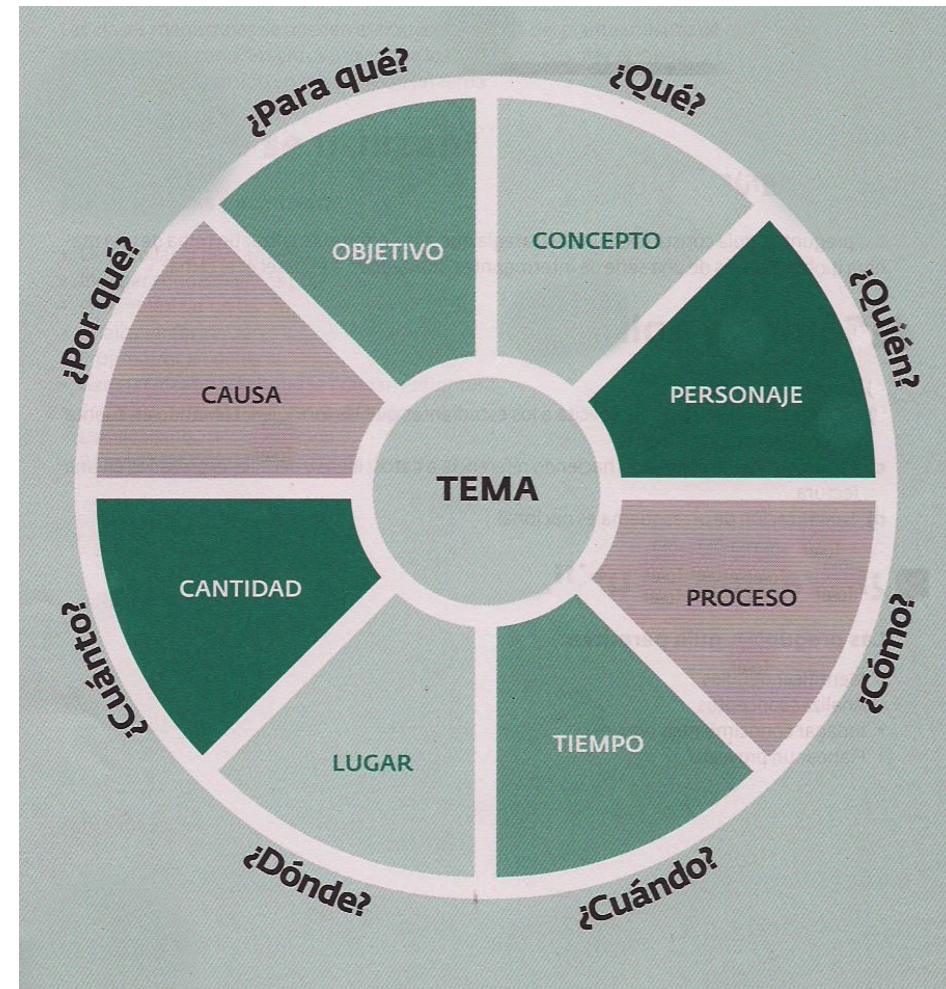 ¿Para qué?
¿Qué?
OBJETIVO
CONCEPTO
¿Por qué?
¿Quién?
CAUSA
PERSONAJE
TEMA
CANTIDAD
PROCESO
¿Cuánto?
¿Cómo?
LUGAR
TIEMPO
¿Dónde?
¿Cuándo?